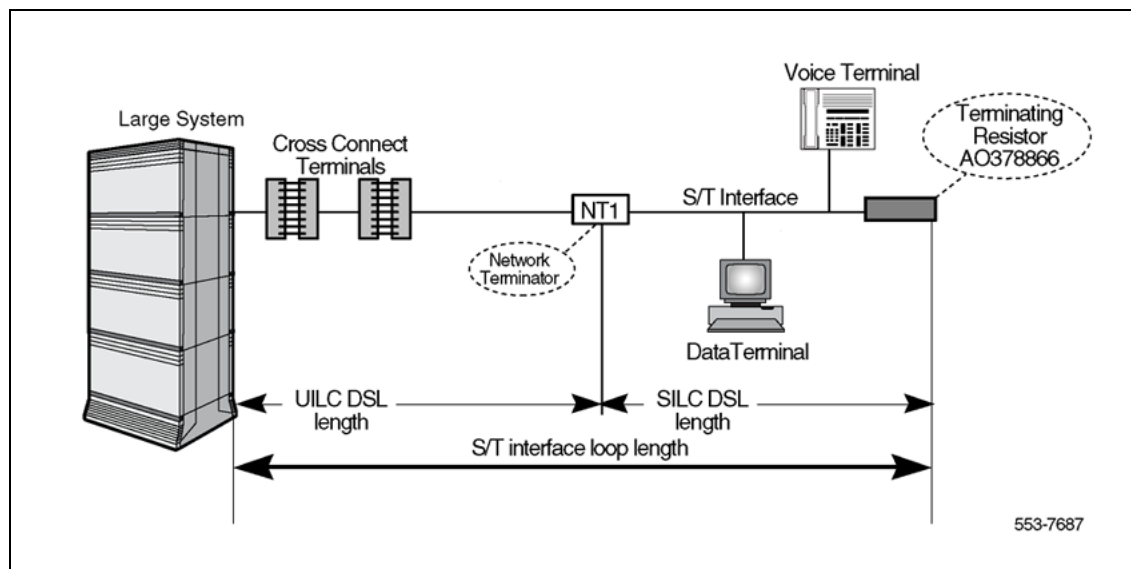 Large System
Cross Connect
Terminals
Voice Terminal
Terminating
Resistor
AO378866
NT1
S/T Interface
Network
Terminator
DataTerminal
UILC DSL
length
SILC DSL
length
S/T interface loop length
553-7687